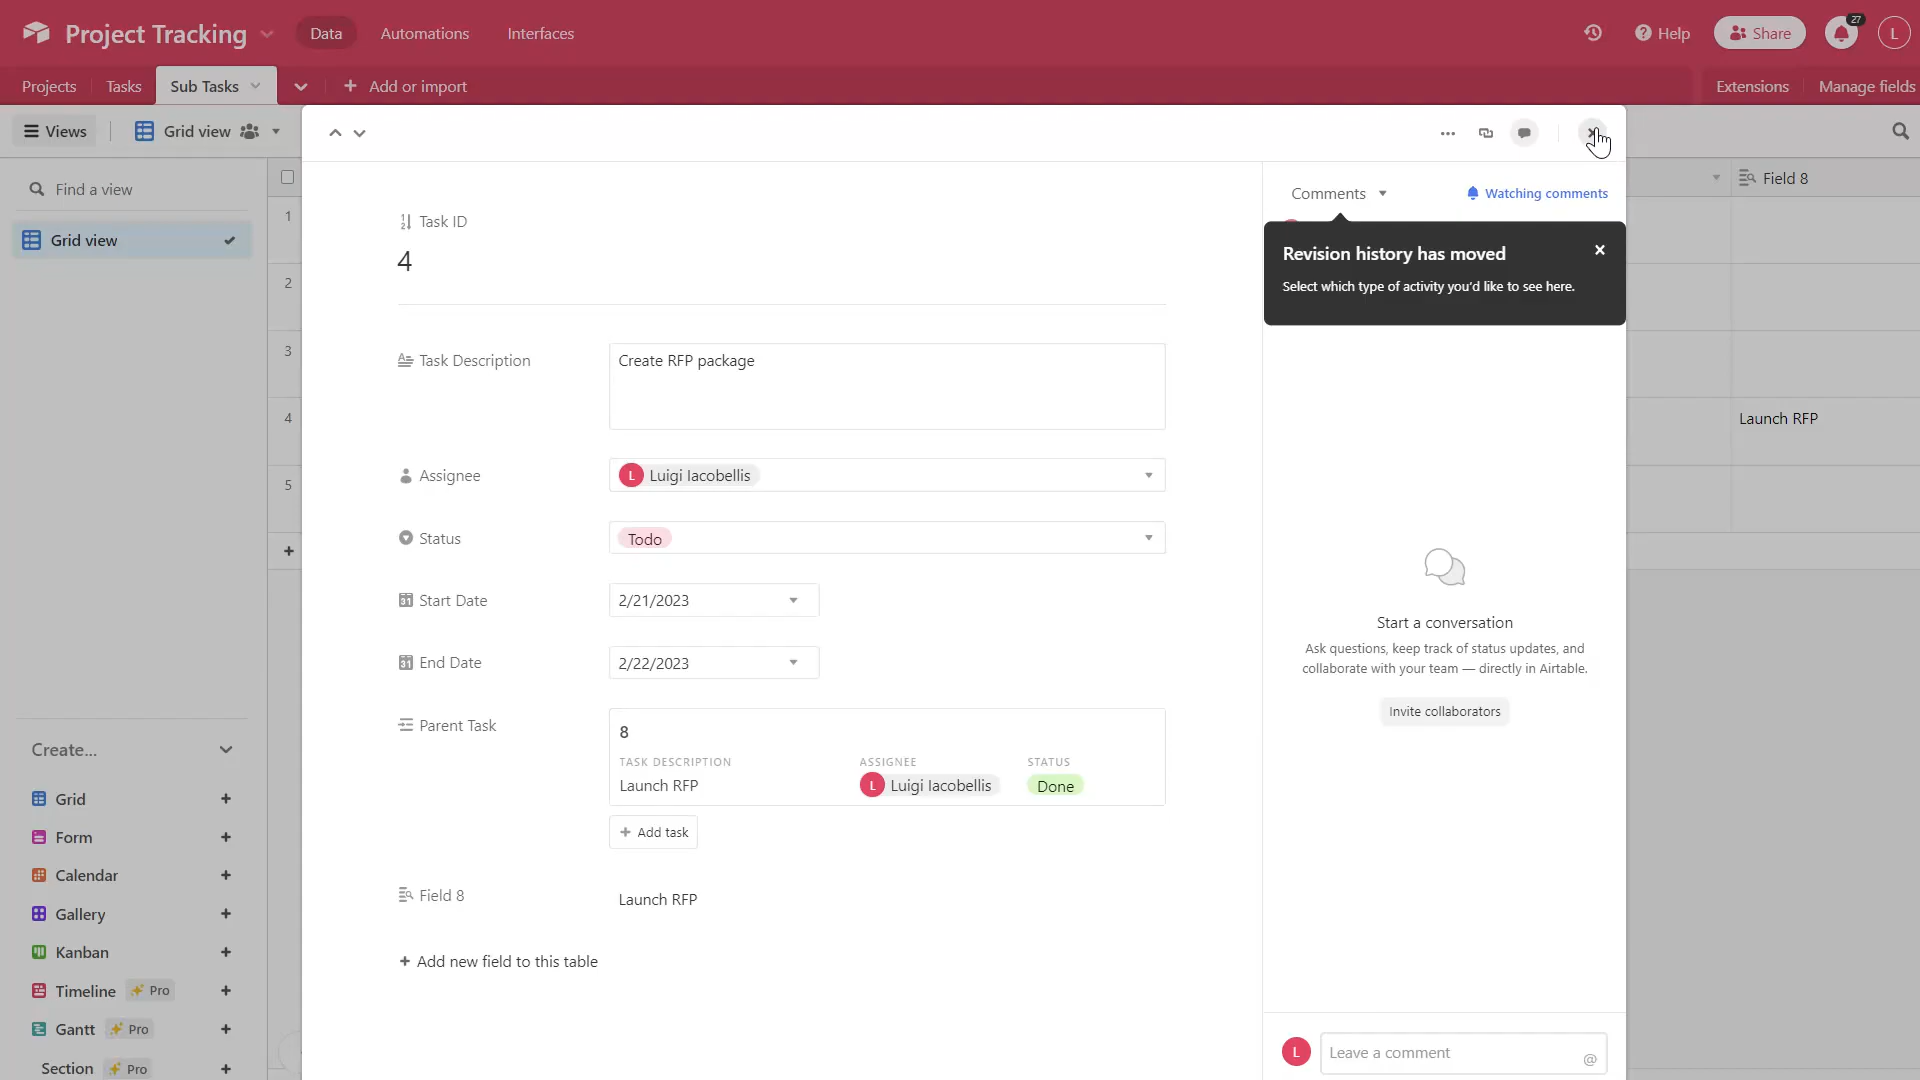 Project Tracking
Data
Automations
Interfaces
Help
Share
27
L
Projects
Tasks
Sub Tasks
Add or import
Extensions
Manage fields
Views
Grid view
Find a view
Grid view
Field 8
1
2
3
4
Launch RFP
5
Task ID
4
Task Description
Create RFP package
Assignee
L Luigi Iacobellis
Status
Todo
Start Date
2/21/2023
End Date
2/22/2023
Parent Task
8
TASK DESCRIPTION ASSIGNEE STATUS
Launch RFP L Luigi Iacobellis Done
+ Add task
Field 8
Launch RFP
+ Add new field to this table
Comments
Watching comments
Revision history has moved
Select which type of activity you'd like to see here.
Start a conversation
Ask questions, keep track of status updates, and
collaborate with your team — directly in Airtable.
Invite collaborators
L
Leave a comment
@
Create...
Grid +
Form +
Calendar +
Gallery +
Kanban +
Timeline Pro +
Gantt Pro +
Section Pro +